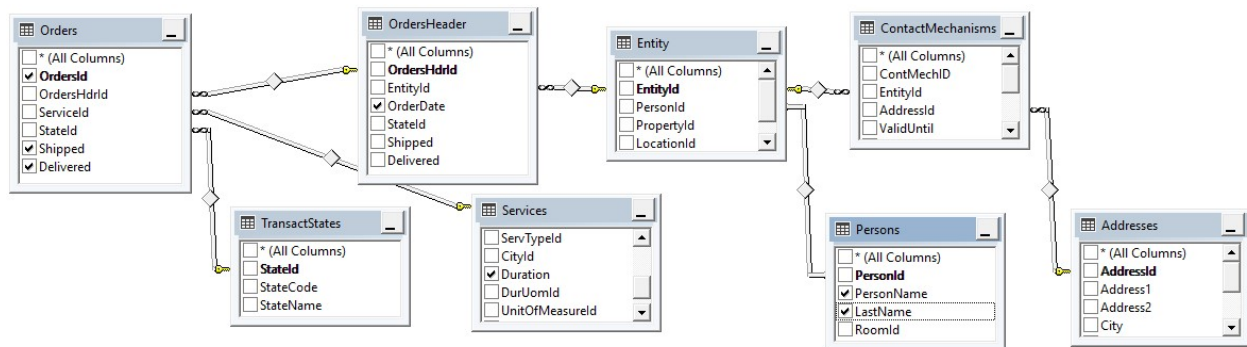 Orders
* (All Columns)
OrdersId
OrdersHdrId
ServiceId
StateId
Shipped
Delivered
OrdersHeader
* (All Columns)
OrdersHdrId
EntityId
OrderDate
StateId
Shipped
Delivered
Entity
* (All Columns)
EntityId
PersonId
PropertyId
LocationId
ContactMechanisms
* (All Columns)
ContMechID
EntityId
AddressId
ValidUntil
TransactStates
* (All Columns)
StateId
StateCode
StateName
Services
ServTypeId
CityId
Duration
DurUomId
UnitOfMeasureId
Persons
* (All Columns)
PersonId
PersonName
LastName
RoomId
Addresses
* (All Columns)
AddressId
Address1
Address2
City